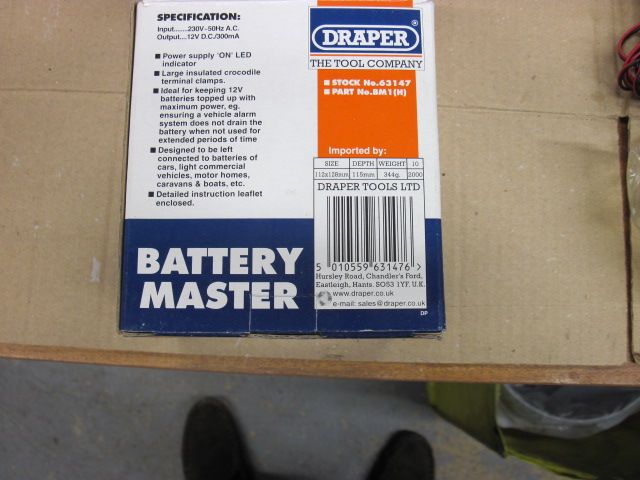 SPECIFICATION:
Input.......230V~50Hz A.C.
Output....12V D.C./300mA
■ Power supply 'ON' LED
indicator
■ Large insulated crocodile
terminal clamps.
■ Ideal for keeping 12V
batteries topped up with
maximum power, eg.
ensuring a vehicle alarm
system does not drain the
battery when not used for
extended periods of time
■ Designed to be left
connected to batteries of
cars, light commercial
vehicles, motor homes,
caravans & boats, etc.
■ Detailed instruction leaflet
enclosed.
DRAPER®
THE TOOL COMPANY
■ STOCK No.63147
■ PART No.BM1(H)
Imported by:
SIZE DEPTH WEIGHT 10
112x128mm 115mm 344g. 2000
DRAPER TOOLS LTD
5 010559 631476 >
Hursley Road, Chandler's Ford.
Eastleigh, Hants. SO53 1YF. U.K.
www.draper.co.uk
e-mail: sales@draper.co.uk
BATTERY
MASTER
DP